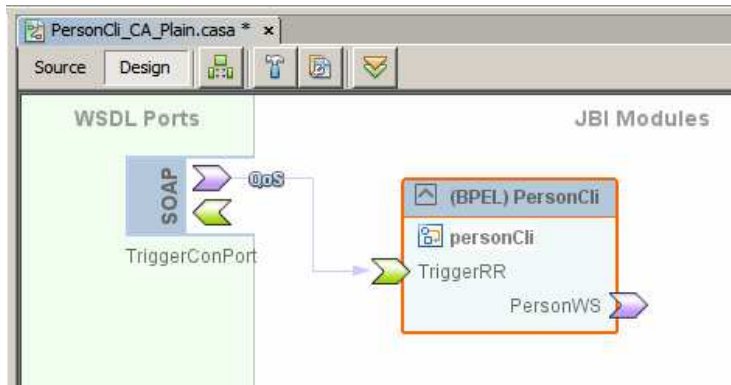 PersonCli_CA_Plain.casa * x
Source Design
WSDL Ports
JBI Modules
SOAP
QoS
TriggerConPort
(BPEL) PersonCli
personCli
TriggerRR
PersonWS